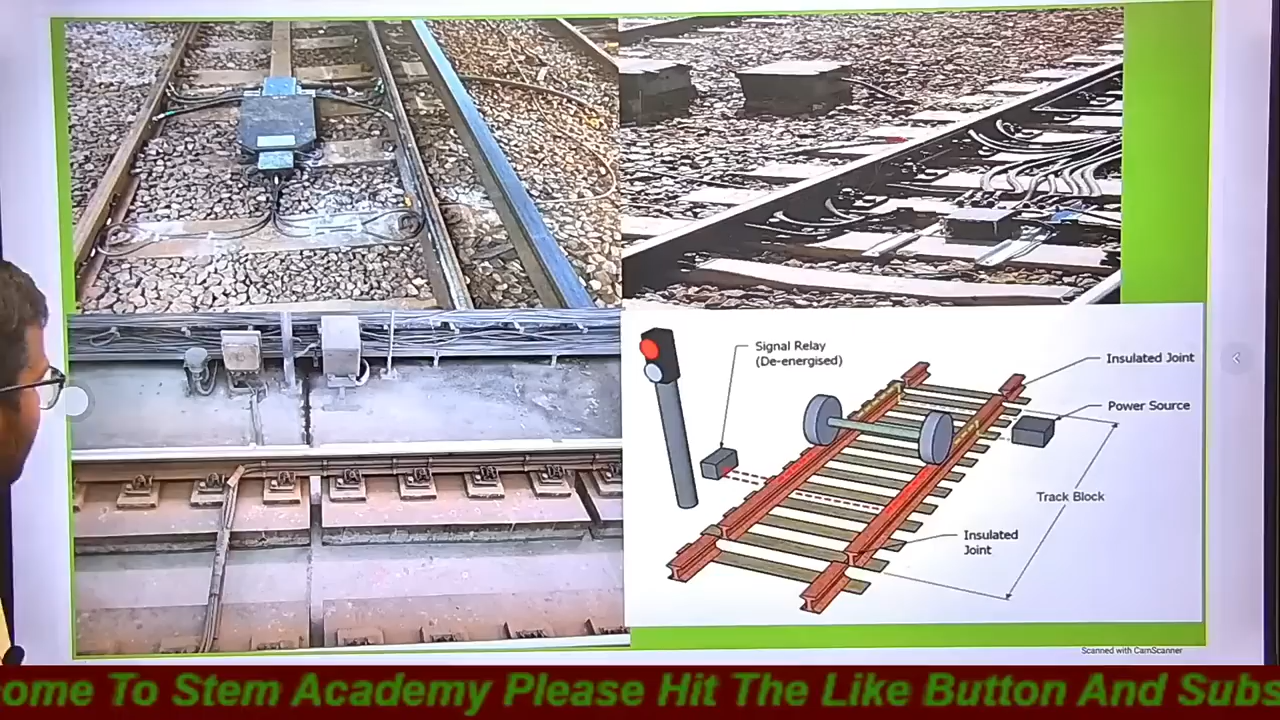 Signal Relay
(De-energised)
Insulated Joint
Power Source
Track Block
Insulated
Joint
Scanned with CamScanner
ome To Stem Academy Please Hit The Like Button And Subs